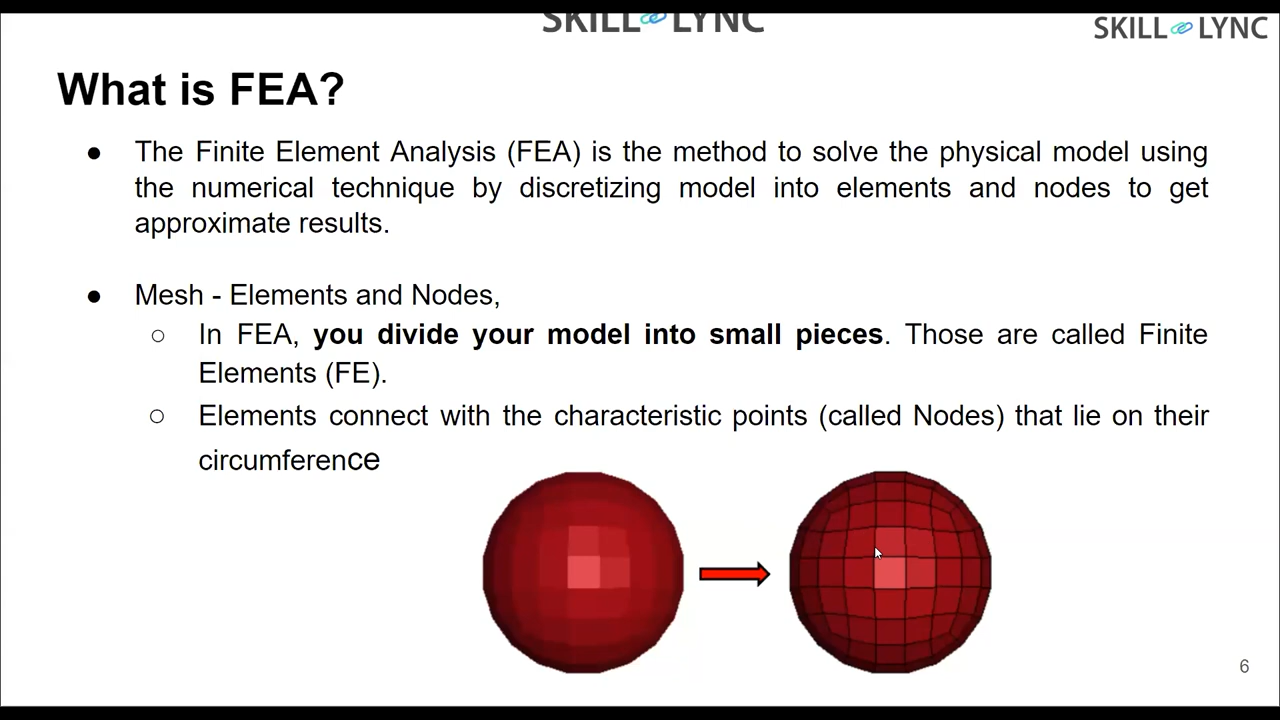 SKILL LYNC
SKILL LYNC
What is FEA?
● The Finite Element Analysis (FEA) is the method to solve the physical model using
the numerical technique by discretizing model into elements and nodes to get
approximate results.
● Mesh - Elements and Nodes,
○ In FEA, you divide your model into small pieces. Those are called Finite
Elements (FE).
○ Elements connect with the characteristic points (called Nodes) that lie on their
circumference
6